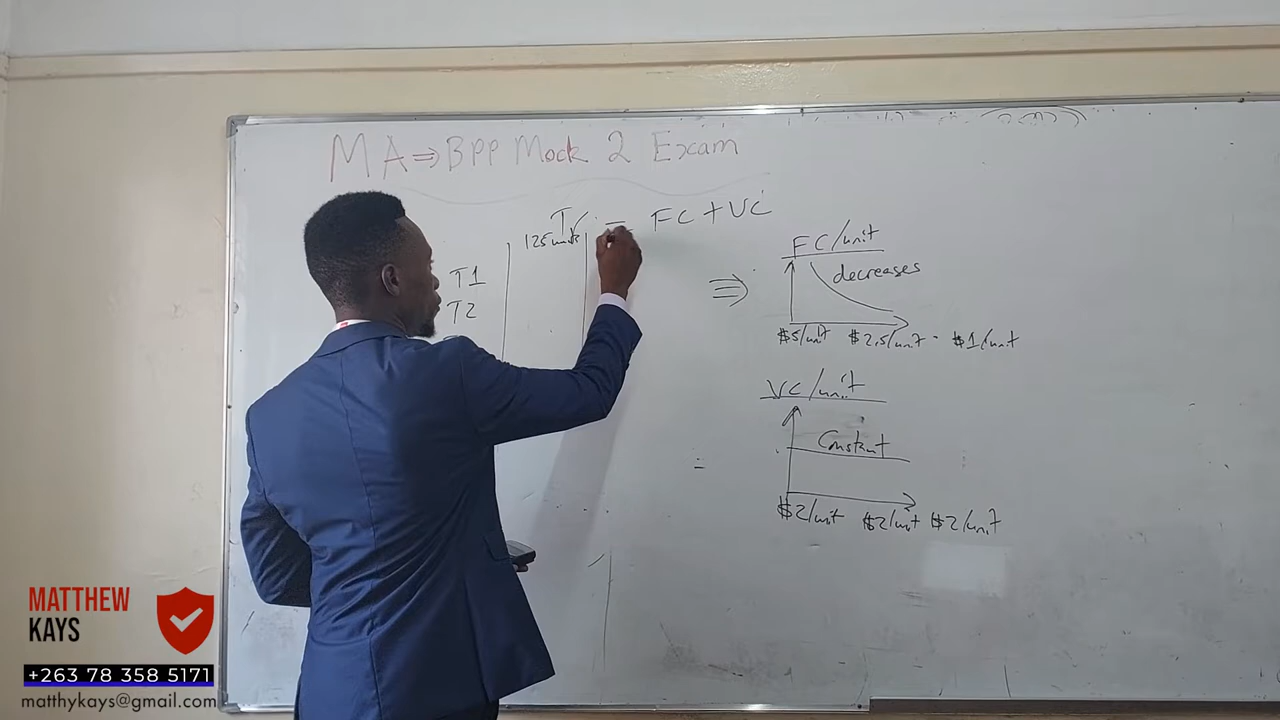 MA ⇒ BPP Mock 2 Exam
T = FC + VC
125 units
T1
T2
FC/unit
decreases
$5/unit $2.5/unit - $1/unit
VC/unit
Constant
$2/unit $2/unit $2/unit
MATTHEW
KAYS
+263 78 358 5171
matthykays@gmail.com